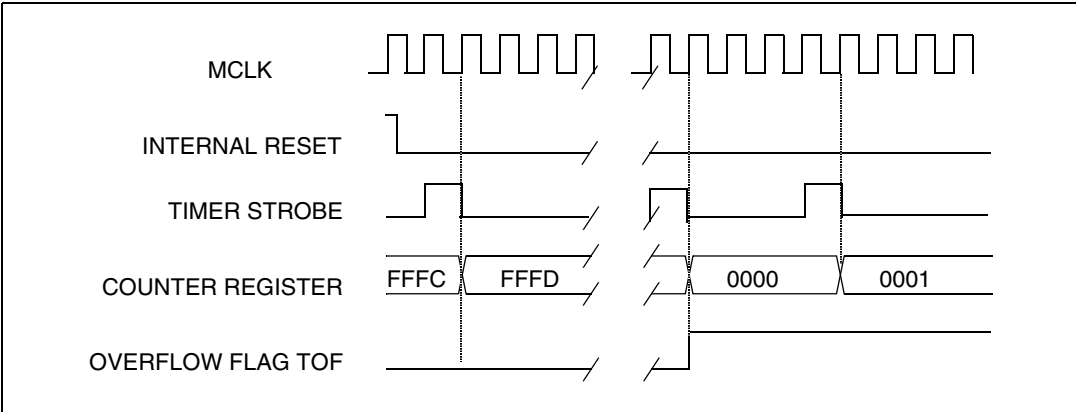 MCLK
INTERNAL RESET
TIMER STROBE
COUNTER REGISTER FFFC FFFD 0000 0001
OVERFLOW FLAG TOF